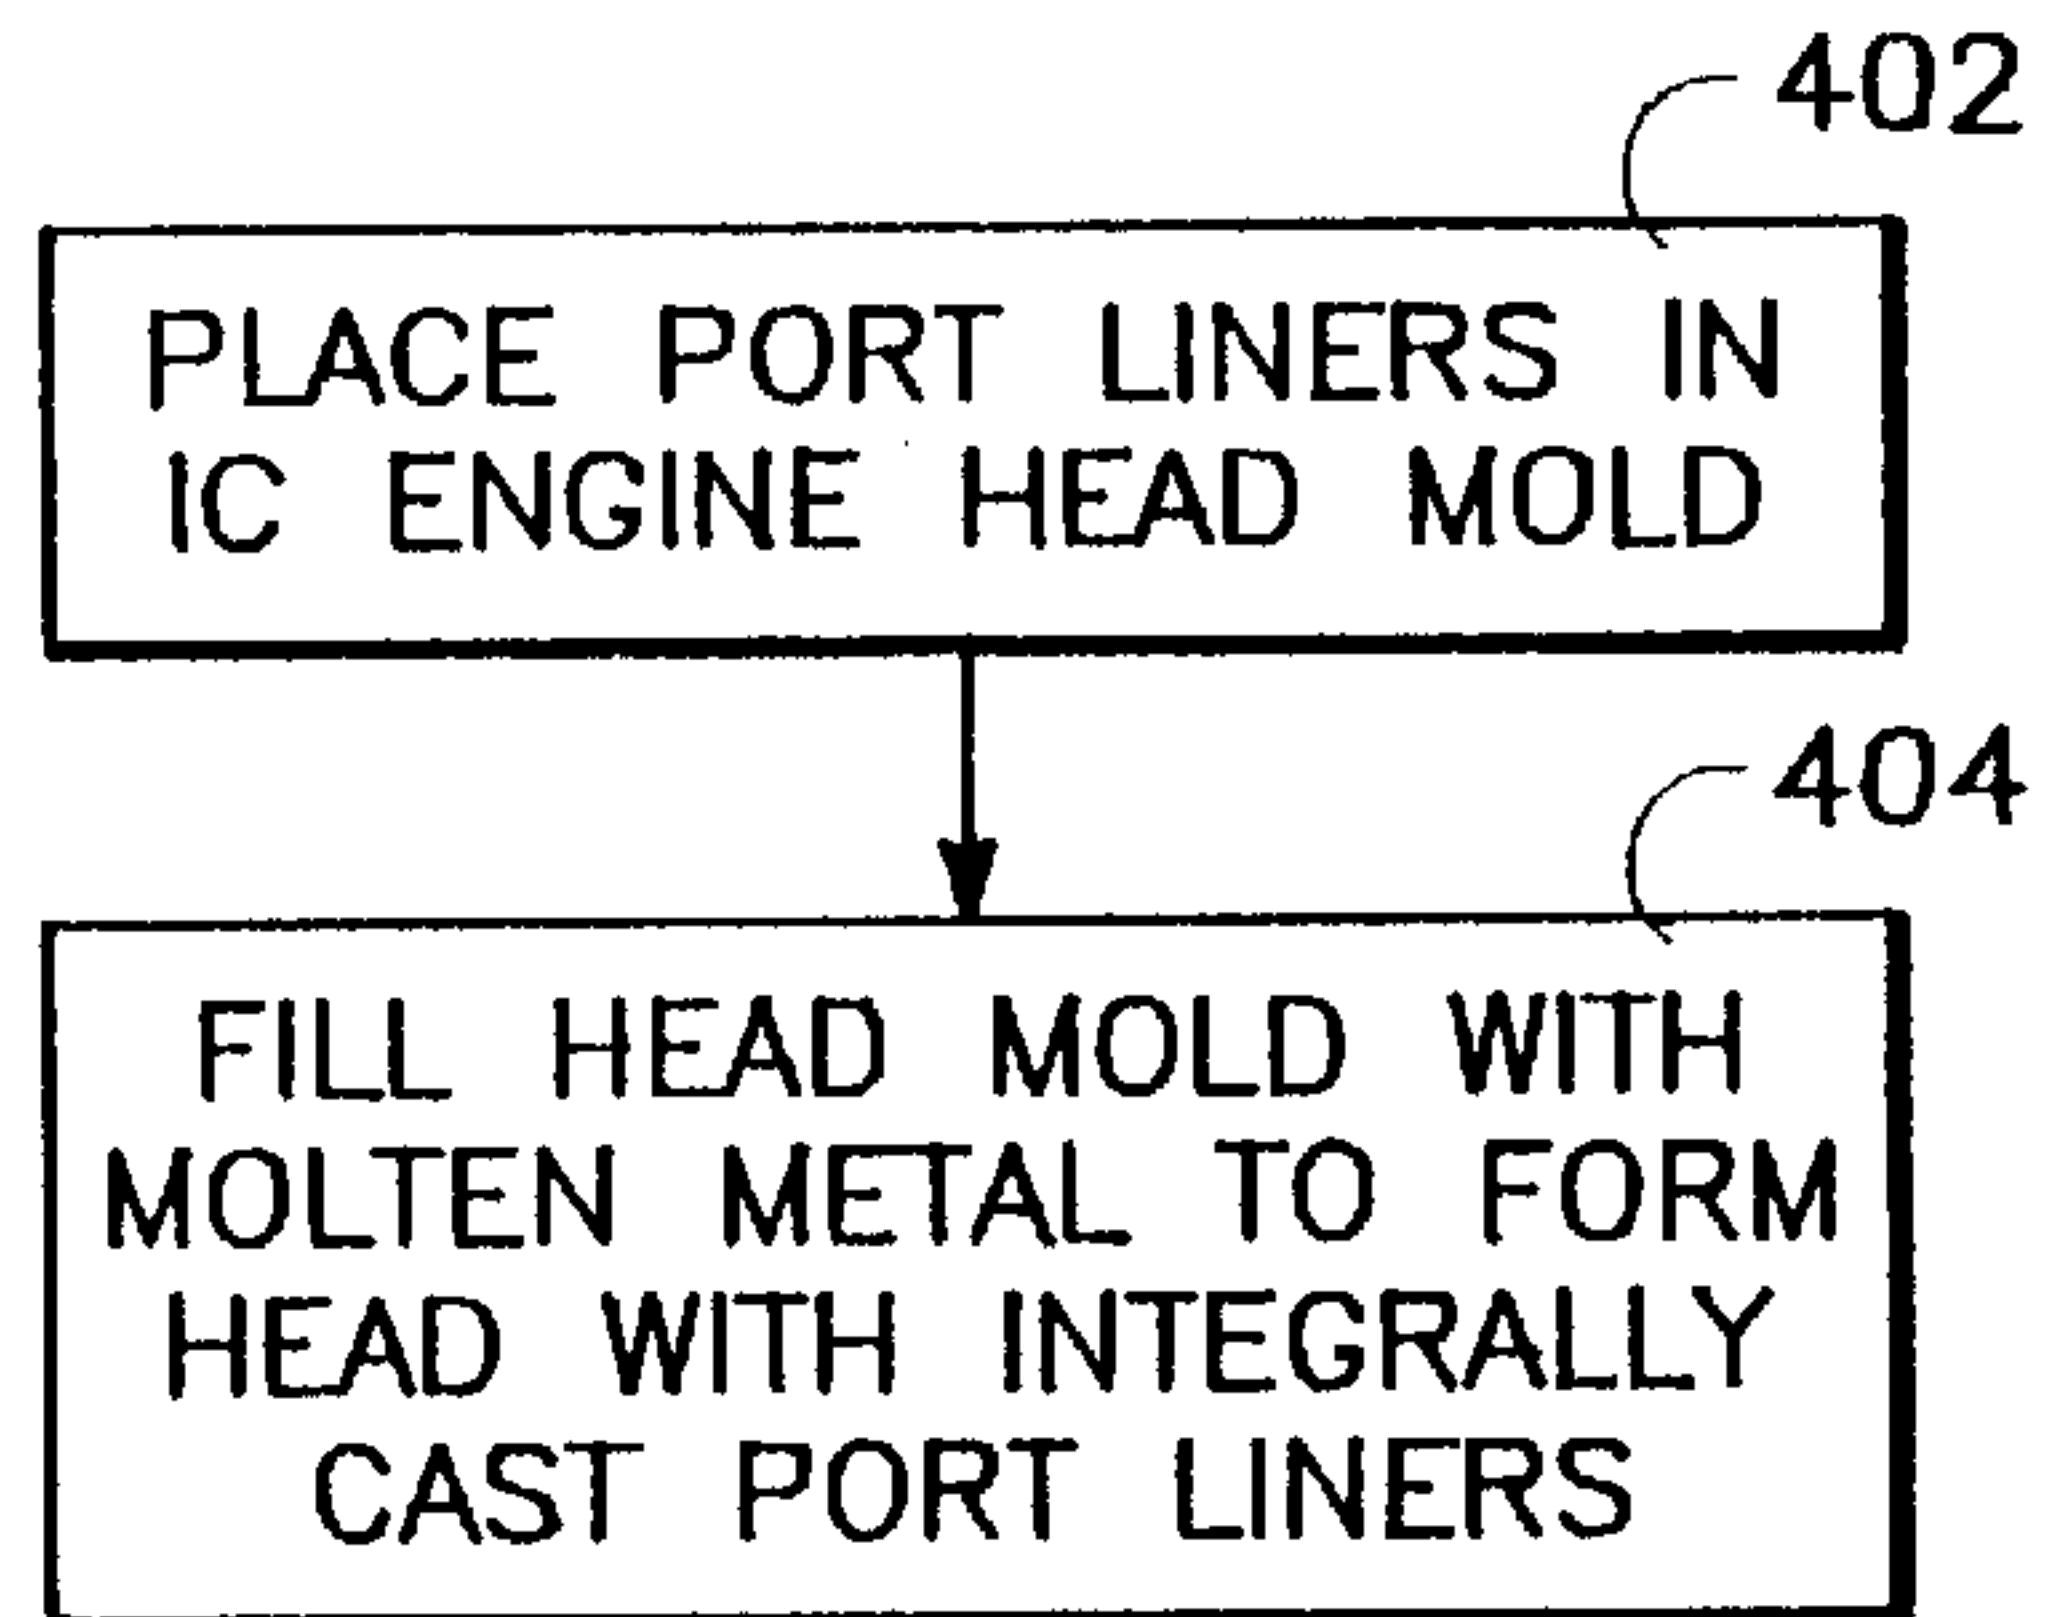 402
PLACE PORT LINERS IN
IC ENGINE HEAD MOLD
404
FILL HEAD MOLD WITH
MOLTEN METAL TO FORM
HEAD WITH INTEGRALLY
CAST PORT LINERS